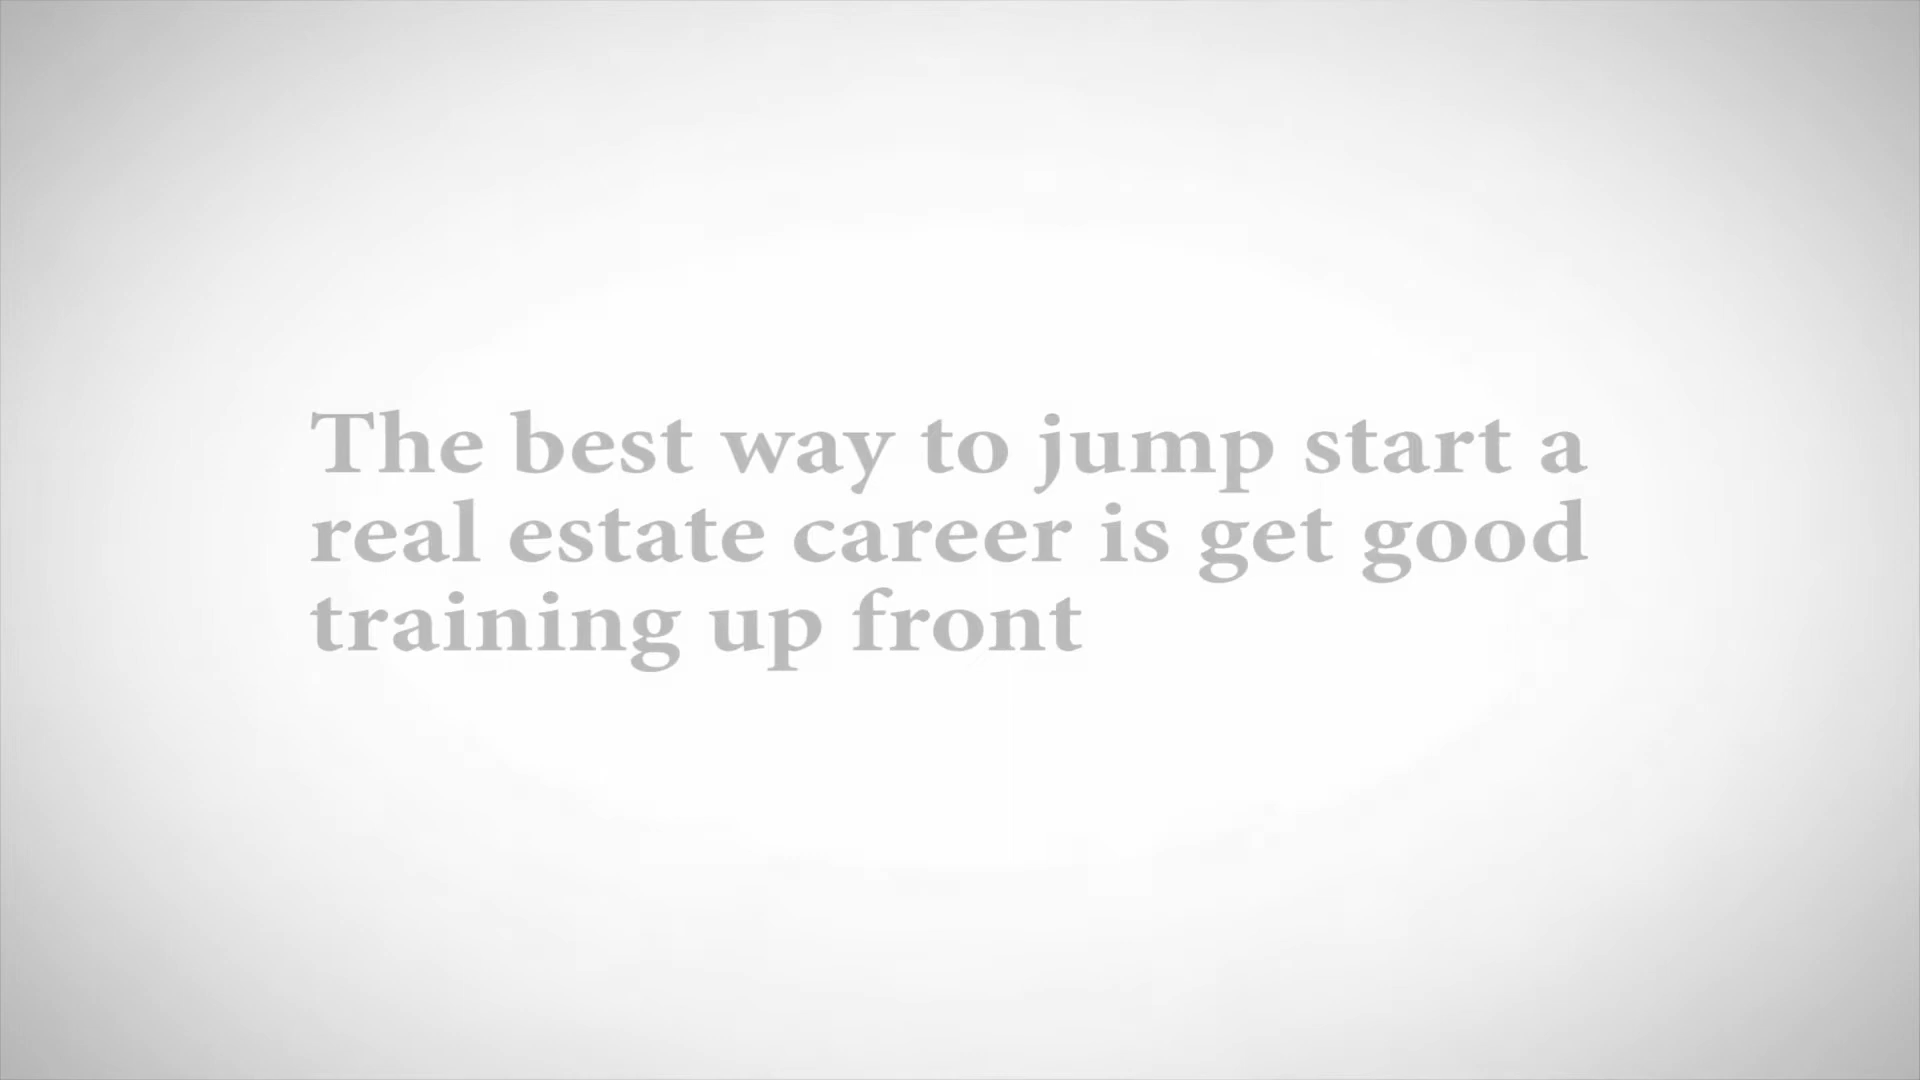 The best way to jump start a
real estate career is get good
training up front